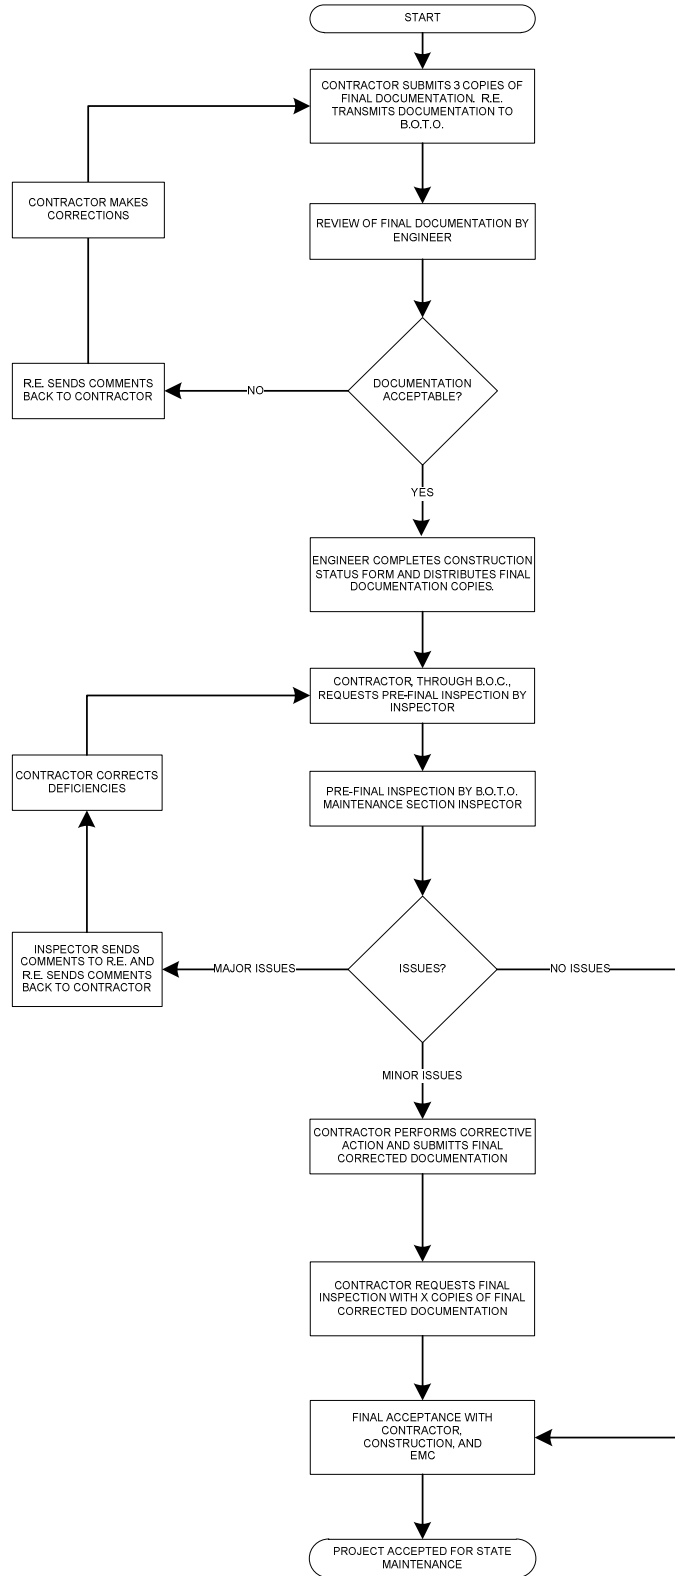 START
CONTRACTOR SUBMITS 3 COPIES OF
FINAL DOCUMENTATION. R.E.
TRANSMITS DOCUMENTATION TO
B.O.T.O.
CONTRACTOR MAKES
CORRECTIONS
REVIEW OF FINAL DOCUMENTATION BY
ENGINEER
DOCUMENTATION
ACCEPTABLE?
NO
R.E. SENDS COMMENTS
BACK TO CONTRACTOR
YES
ENGINEER COMPLETES CONSTRUCTION
STATUS FORM AND DISTRIBUTES FINAL
DOCUMENTATION COPIES.
CONTRACTOR, THROUGH B.O.C.,
REQUESTS PRE-FINAL INSPECTION BY
INSPECTOR
CONTRACTOR CORRECTS
DEFICIENCIES
PRE-FINAL INSPECTION BY B.O.T.O.
MAINTENANCE SECTION INSPECTOR
INSPECTOR SENDS
COMMENTS TO R.E. AND
R.E. SENDS COMMENTS
BACK TO CONTRACTOR
MAJOR ISSUES
ISSUES?
NO ISSUES
MINOR ISSUES
CONTRACTOR PERFORMS CORRECTIVE
ACTION AND SUBMITTS FINAL
CORRECTED DOCUMENTATION
CONTRACTOR REQUESTS FINAL
INSPECTION WITH X COPIES OF FINAL
CORRECTED DOCUMENTATION
FINAL ACCEPTANCE WITH
CONTRACTOR,
CONSTRUCTION, AND
EMC
PROJECT ACCEPTED FOR STATE
MAINTENANCE